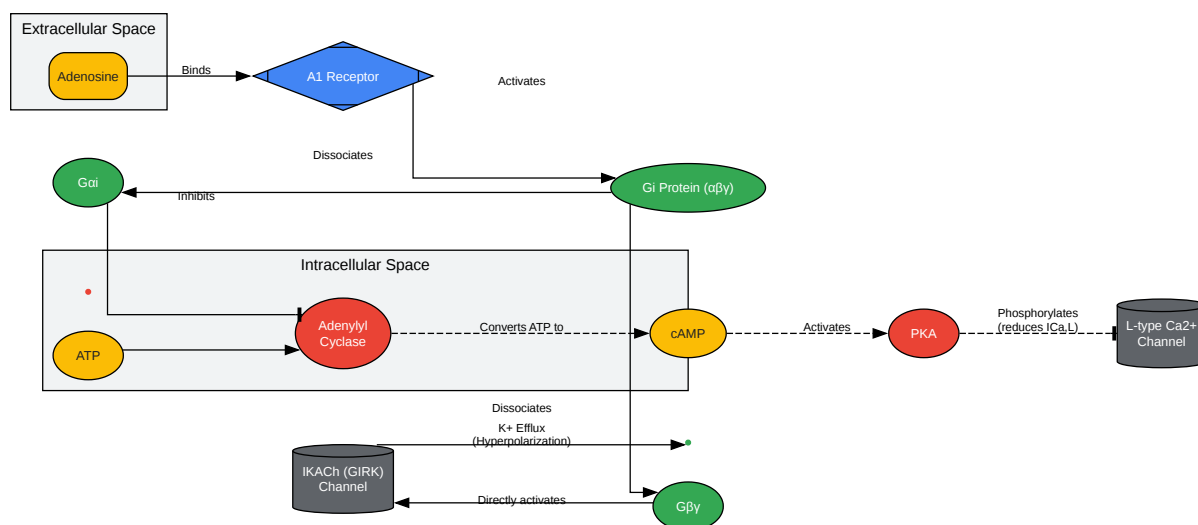 Extracellular Space
Adenosine
Binds
A1 Receptor
Activates
Dissociates
Gαi
Gi Protein (αβγ)
Inhibits
Intracellular Space
Adenylyl
Cyclase
ATP
Converts ATP to
cAMP
Activates
PKA
Phosphorylates
(reduces ICa,L)
L-type Ca2+
Channel
Dissociates
K+ Efflux
(Hyperpolarization)
IKACh (GIRK)
Channel
Directly activates
Gβγ